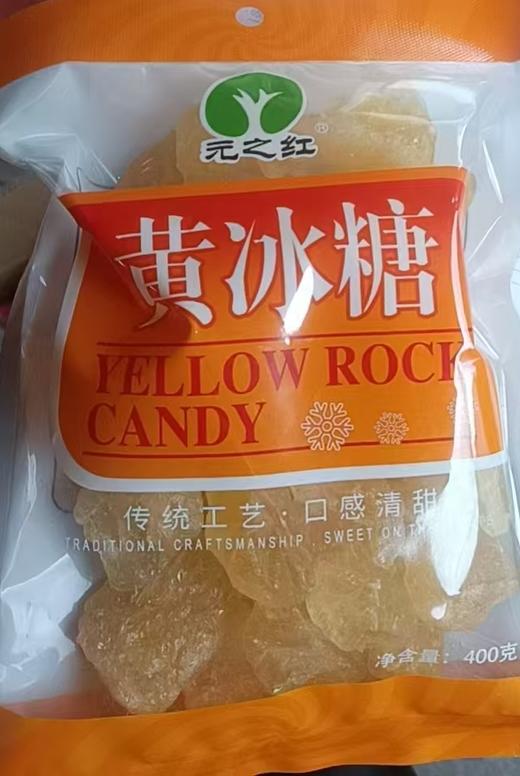 元之红®
黄冰糖
YELLOW ROCK
CANDY
传统工艺·口感清甜
TRADITIONAL CRAFTSMANSHIP . SWEET ON
净含量: 400克